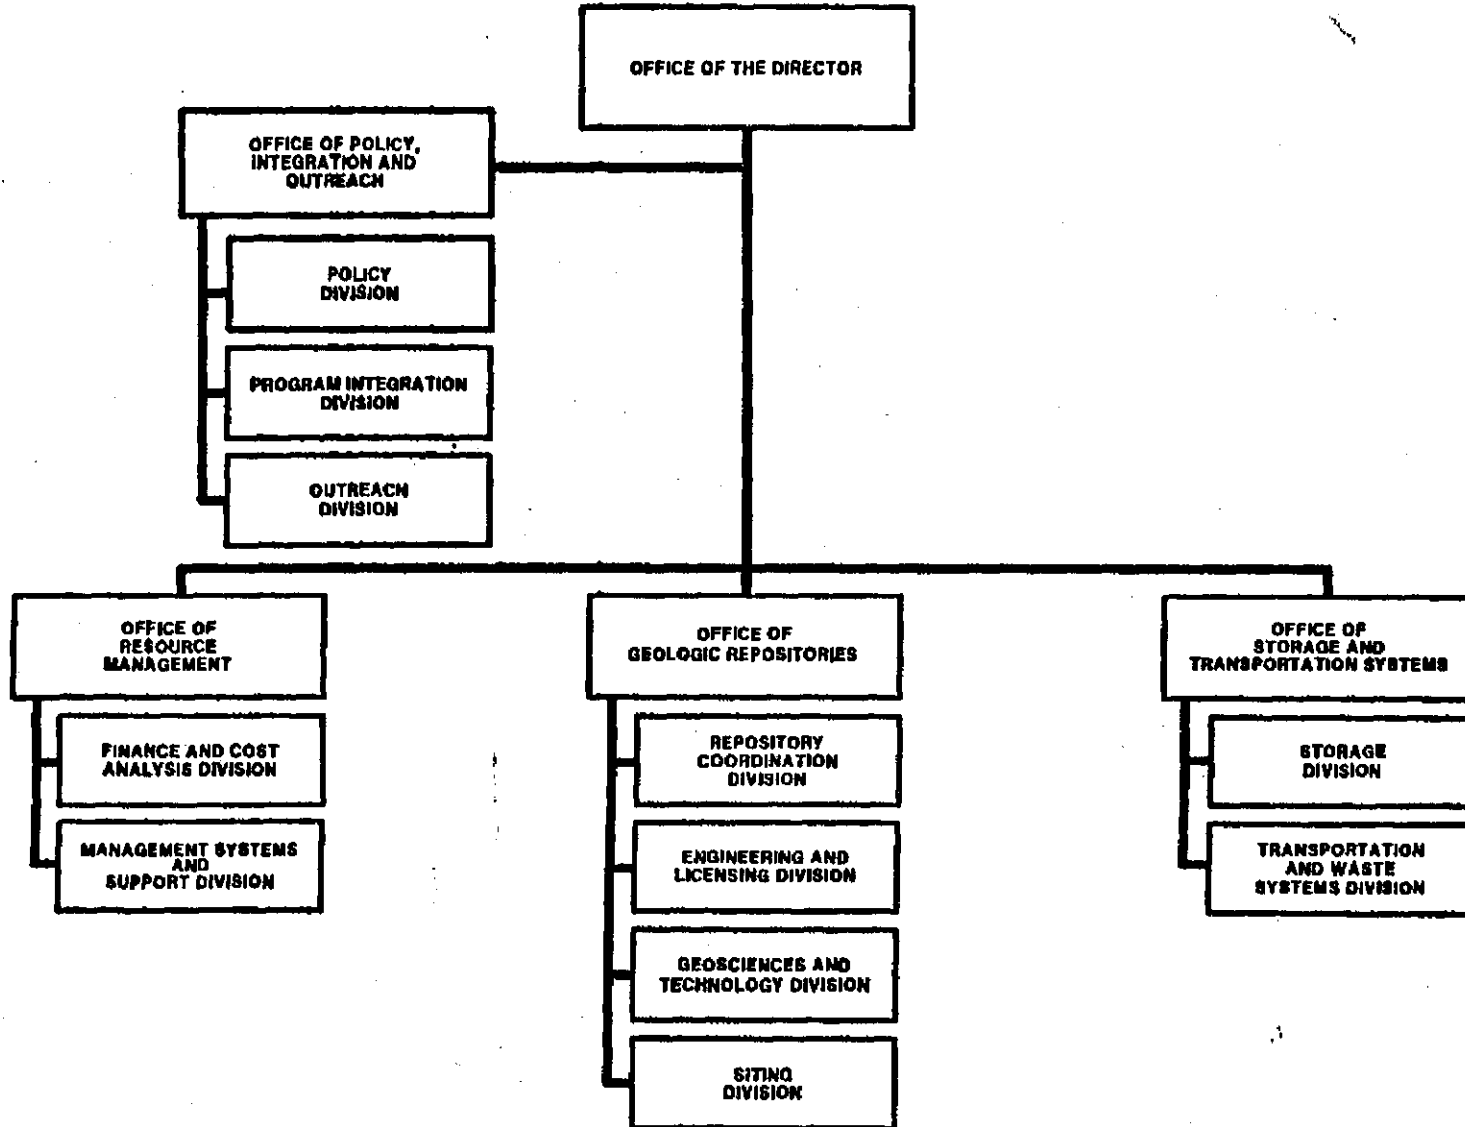 OFFICE OF THE DIRECTOR
OFFICE OF POLICY,
INTEGRATION AND
OUTREACH
POLICY
DIVISION
PROGRAM INTEGRATION
DIVISION
OUTREACH
DIVISION
OFFICE OF
RESOURCE
MANAGEMENT
FINANCE AND COST
ANALYSIS DIVISION
MANAGEMENT SYSTEMS
AND
SUPPORT DIVISION
OFFICE OF
GEOLOGIC REPOSITORIES
REPOSITORY
COORDINATION
DIVISION
ENGINEERING AND
LICENSING DIVISION
GEOSCIENCES AND
TECHNOLOGY DIVISION
SITING
DIVISION
OFFICE OF
STORAGE AND
TRANSPORTATION SYSTEMS
STORAGE
DIVISION
TRANSPORTATION
AND WASTE
SYSTEMS DIVISION